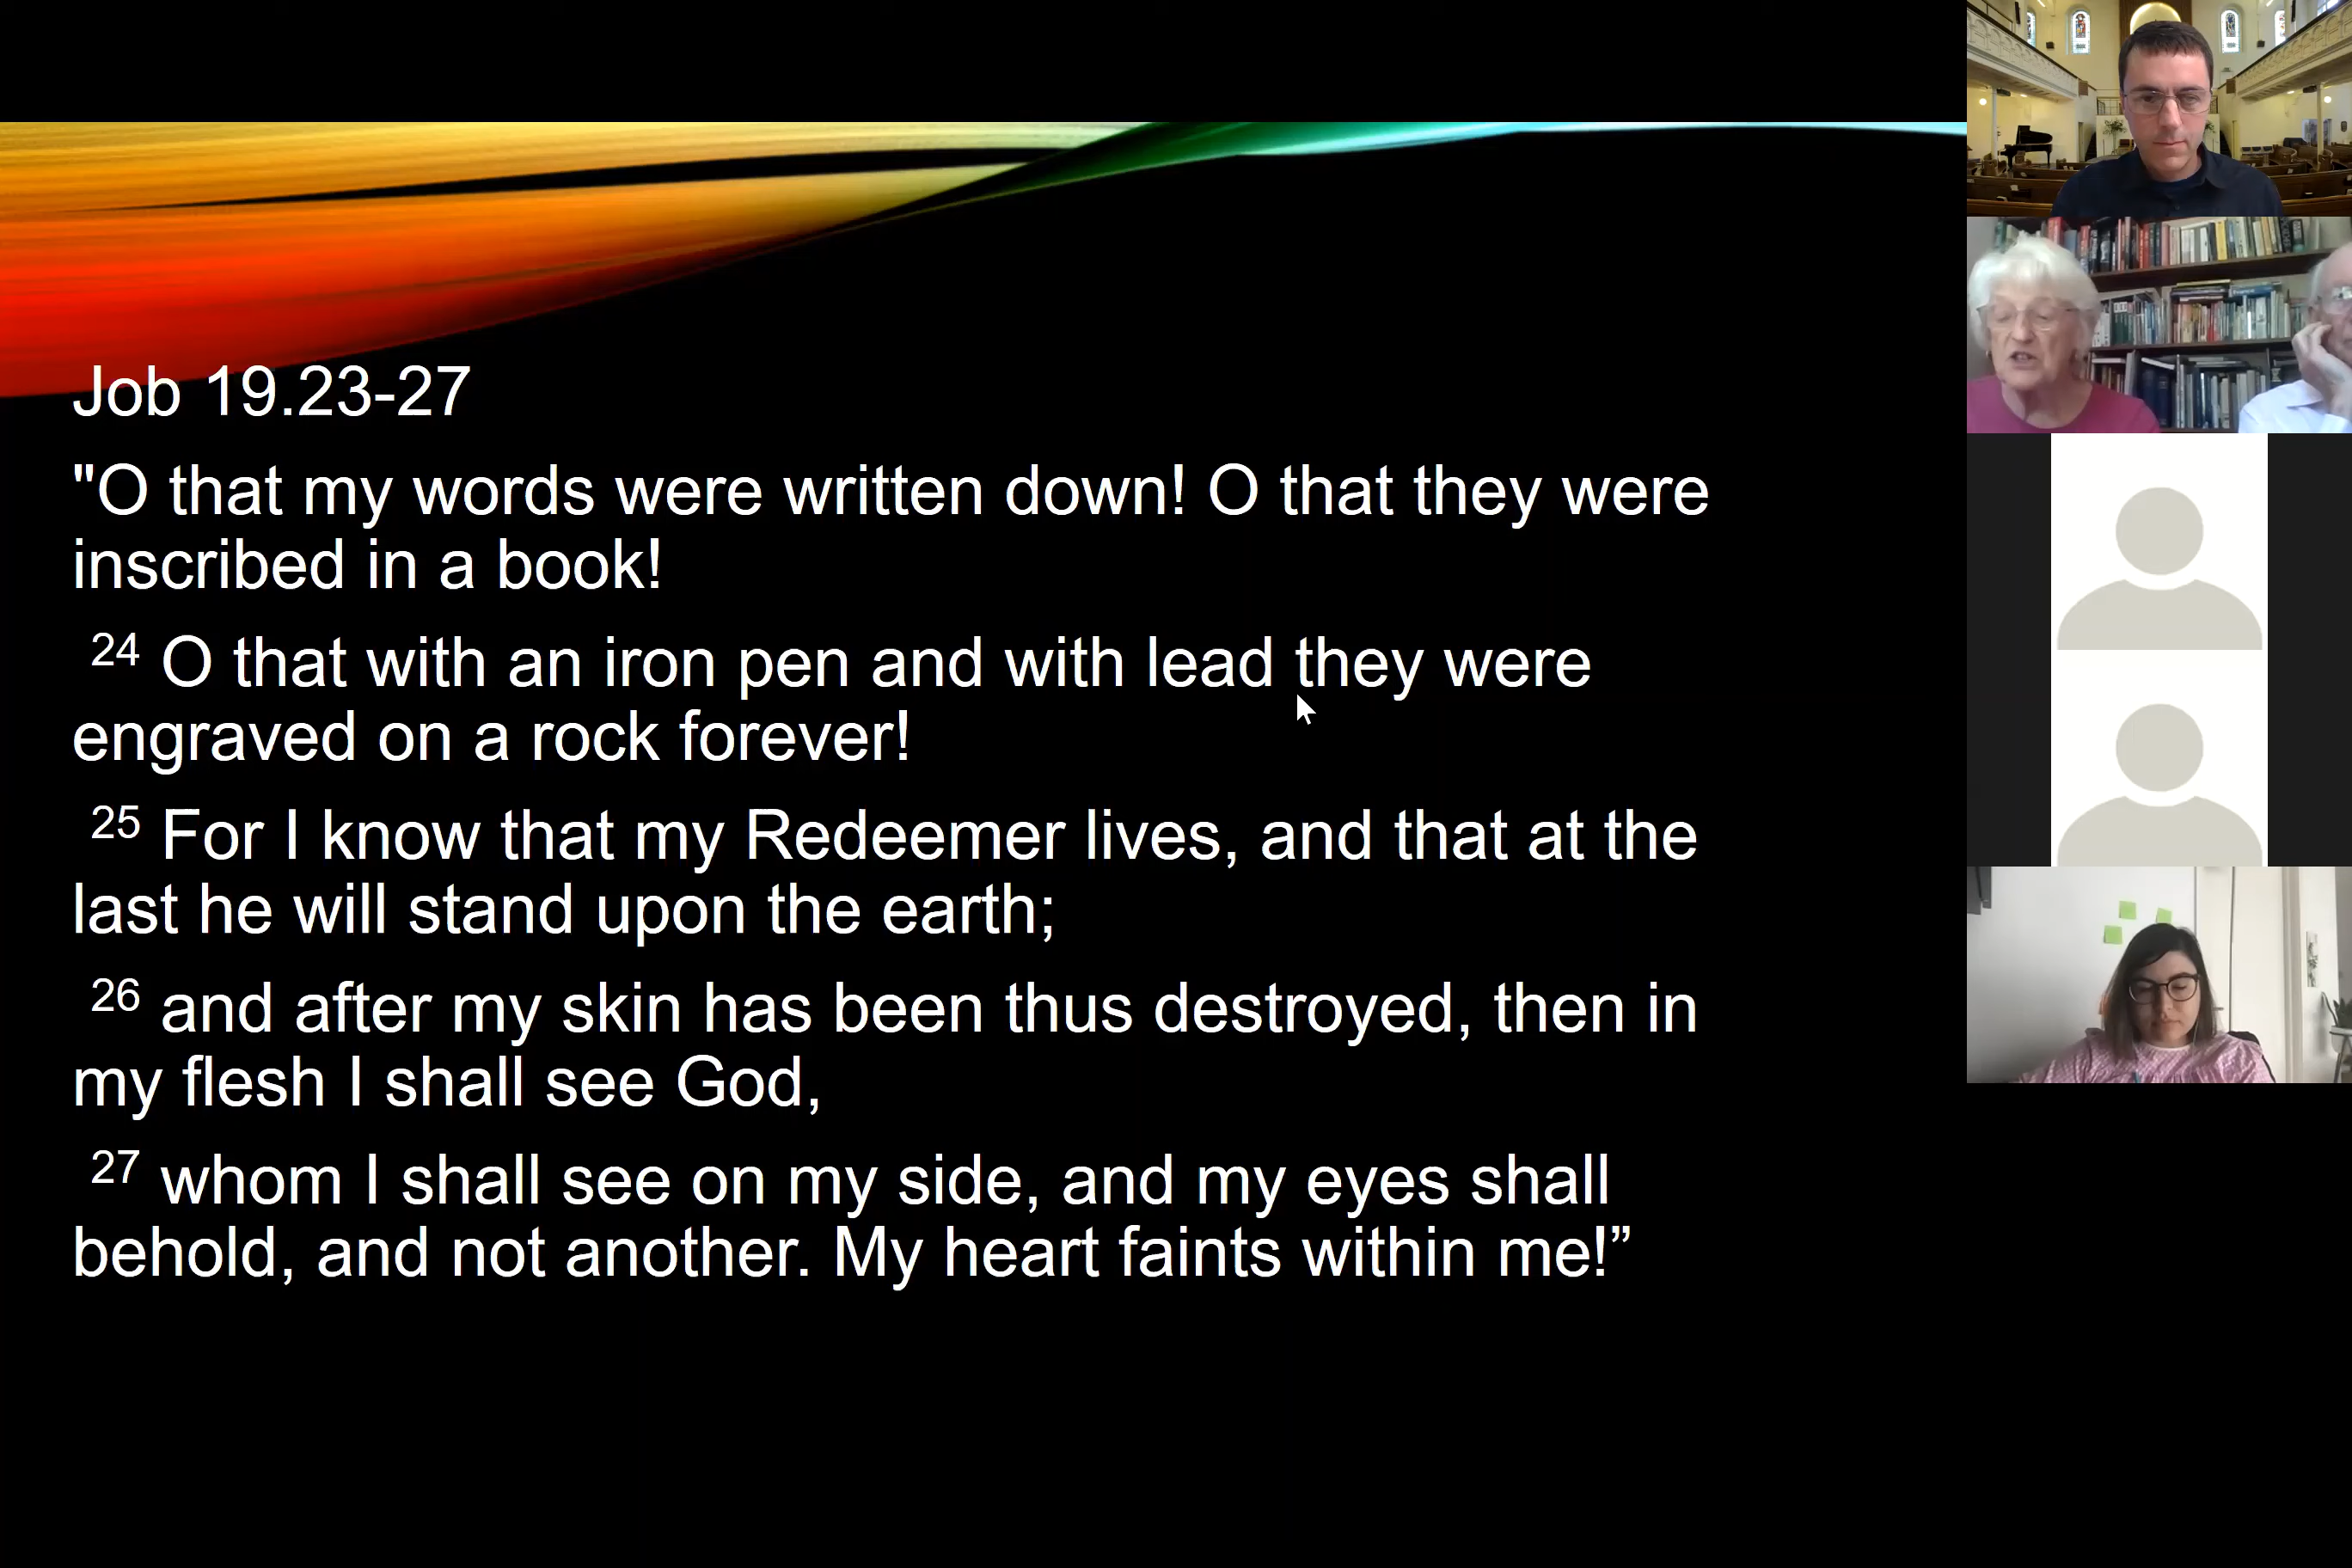 Job 19.23-27
"O that my words were written down! O that they were
inscribed in a book!
24 O that with an iron pen and with lead they were
engraved on a rock forever!
25 For I know that my Redeemer lives, and that at the
last he will stand upon the earth;
26 and after my skin has been thus destroyed, then in
my flesh I shall see God,
27 whom I shall see on my side, and my eyes shall
behold, and not another. My heart faints within me!”